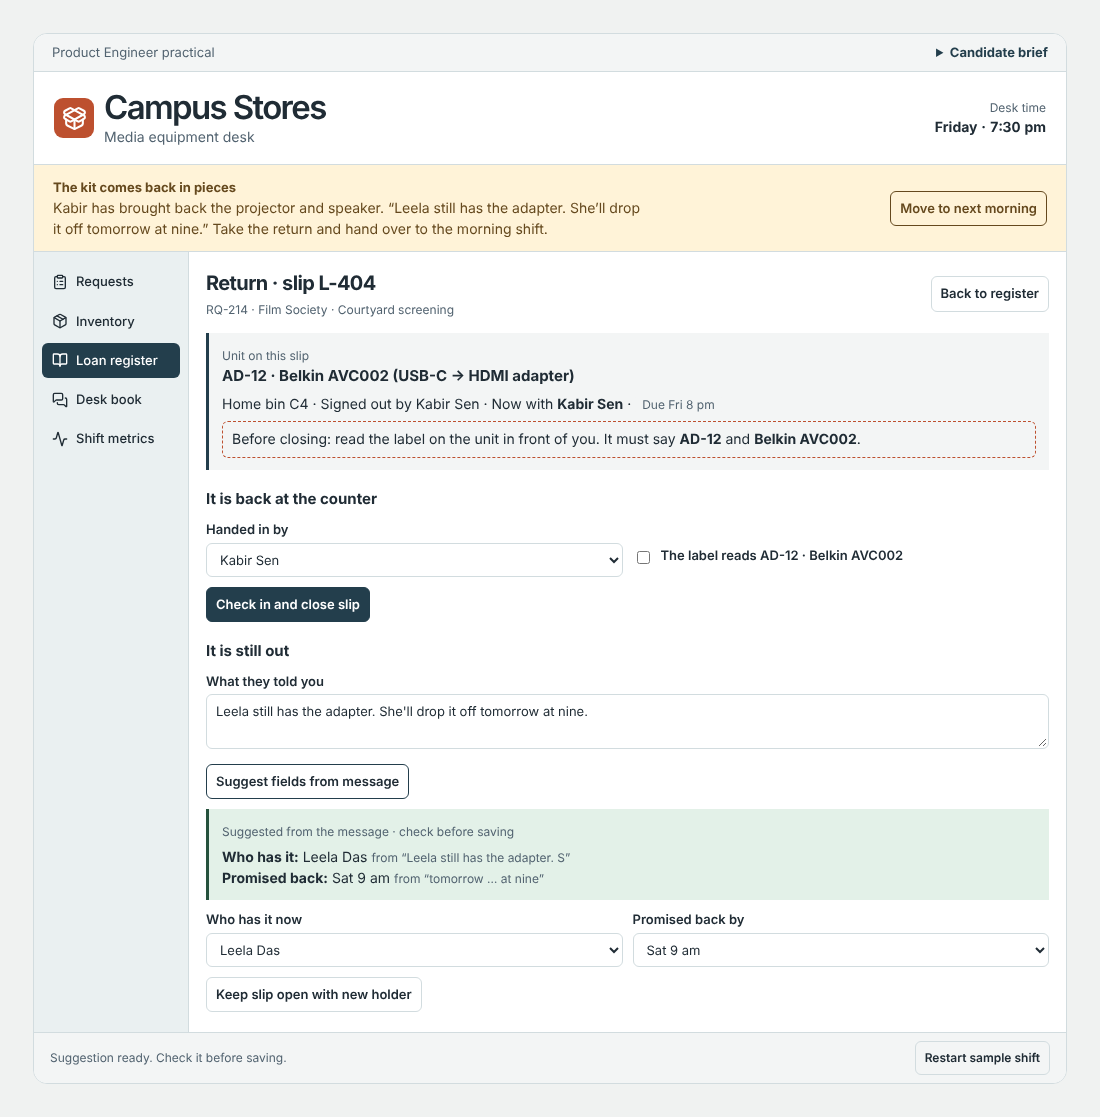 Product Engineer practical
▶ Candidate brief
Campus Stores
Media equipment desk
Desk time
Friday · 7:30 pm
The kit comes back in pieces
Kabir has brought back the projector and speaker. “Leela still has the adapter. She’ll drop
it off tomorrow at nine.” Take the return and hand over to the morning shift.
Move to next morning
Requests
Inventory
Loan register
Desk book
Shift metrics
Return · slip L-404
RQ-214 · Film Society · Courtyard screening
Back to register
Unit on this slip
AD-12 · Belkin AVC002 (USB-C → HDMI adapter)
Home bin C4 · Signed out by Kabir Sen · Now with Kabir Sen · Due Fri 8 pm
Before closing: read the label on the unit in front of you. It must say AD-12 and Belkin AVC002.
It is back at the counter
Handed in by
Kabir Sen
The label reads AD-12 · Belkin AVC002
Check in and close slip
It is still out
What they told you
Leela still has the adapter. She'll drop it off tomorrow at nine.
Suggest fields from message
Suggested from the message · check before saving
Who has it: Leela Das from “Leela still has the adapter. S”
Promised back: Sat 9 am from “tomorrow … at nine”
Who has it now
Promised back by
Leela Das
Sat 9 am
Keep slip open with new holder
Suggestion ready. Check it before saving.
Restart sample shift